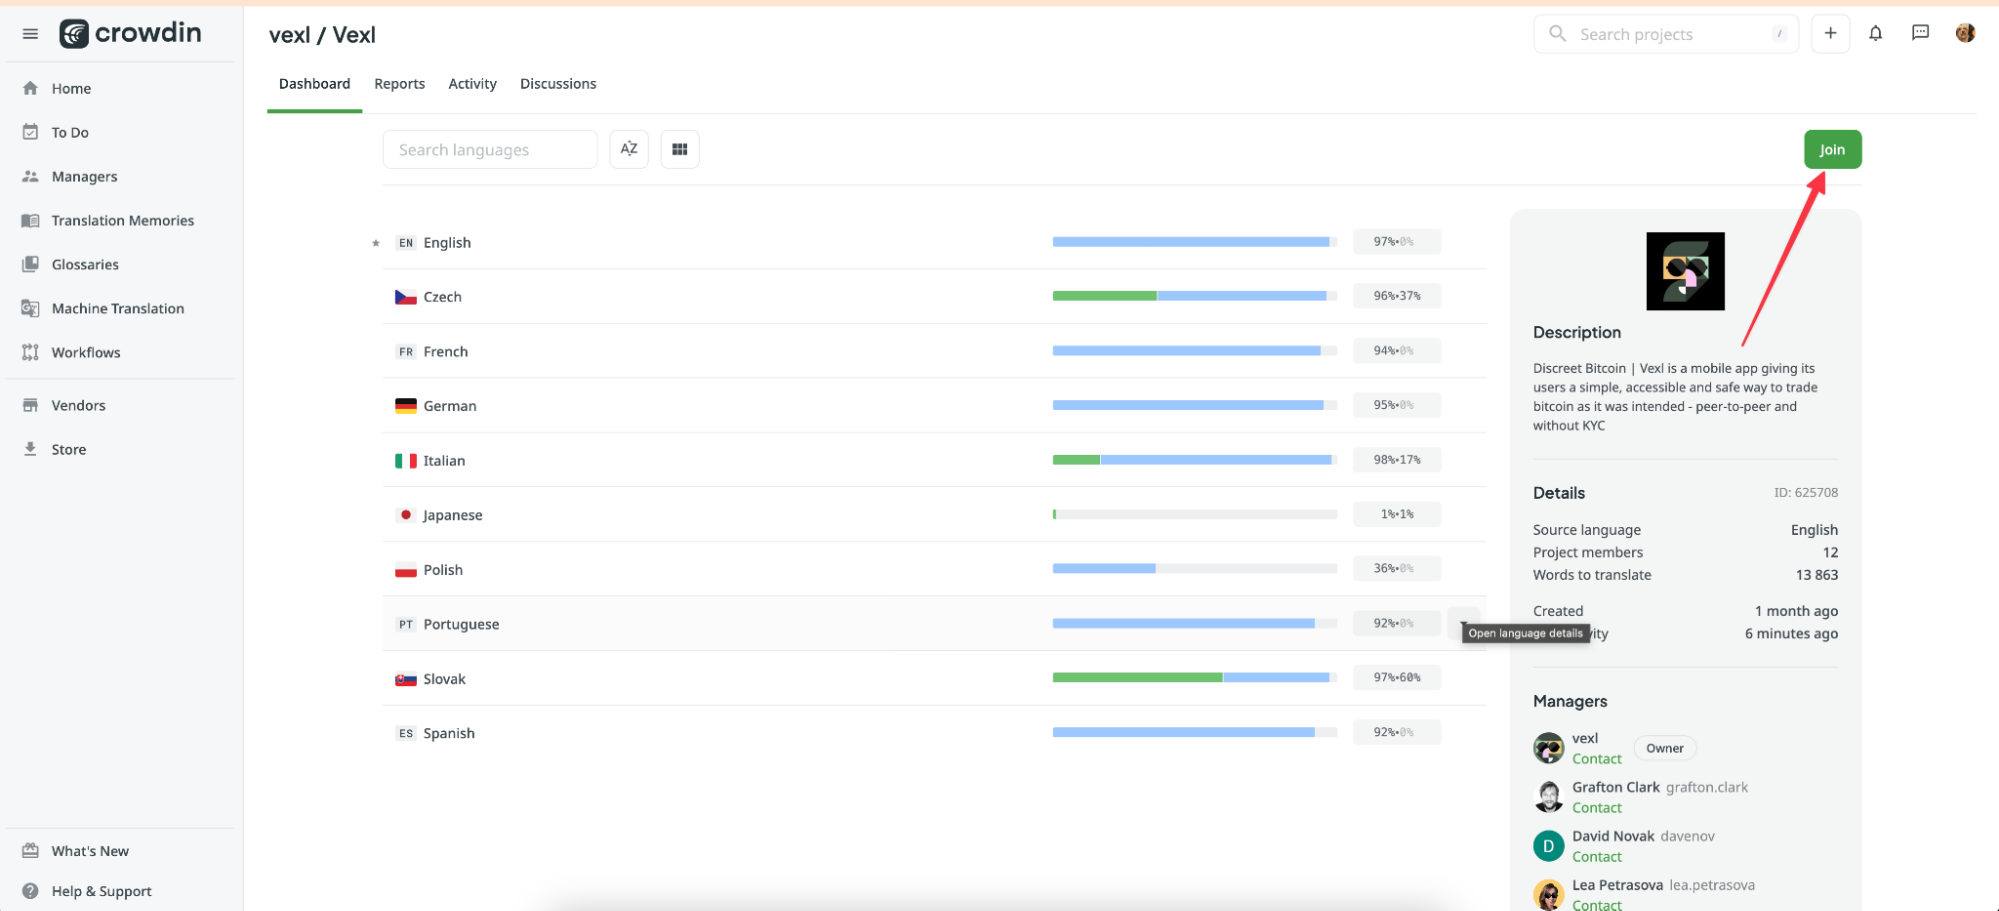 crowdin
vexl / Vexl
Search projects
/
Home
To Do
Managers
Translation Memories
Glossaries
Machine Translation
Workflows
Vendors
Store
What's New
Help & Support
Dashboard
Reports
Activity
Discussions
Search languages
AZ
Join
EN English 97%•0%
Czech 96%•37%
FR French 94%•0%
German 95%•0%
Italian 98%•17%
Japanese 1%•1%
Polish 36%•0%
PT Portuguese 92%•0%
Open language details
Slovak 97%•60%
ES Spanish 92%•0%
Description
Discreet Bitcoin | Vexl is a mobile app giving its
users a simple, accessible and safe way to trade
bitcoin as it was intended - peer-to-peer and
without KYC
Details ID: 625708
Source language English
Project members 12
Words to translate 13 863
Created 1 month ago
vity 6 minutes ago
Managers
vexl Owner
Contact
Grafton Clark grafton.clark
Contact
D
David Novak davenov
Contact
Lea Petrasova lea.petrasova
Contact